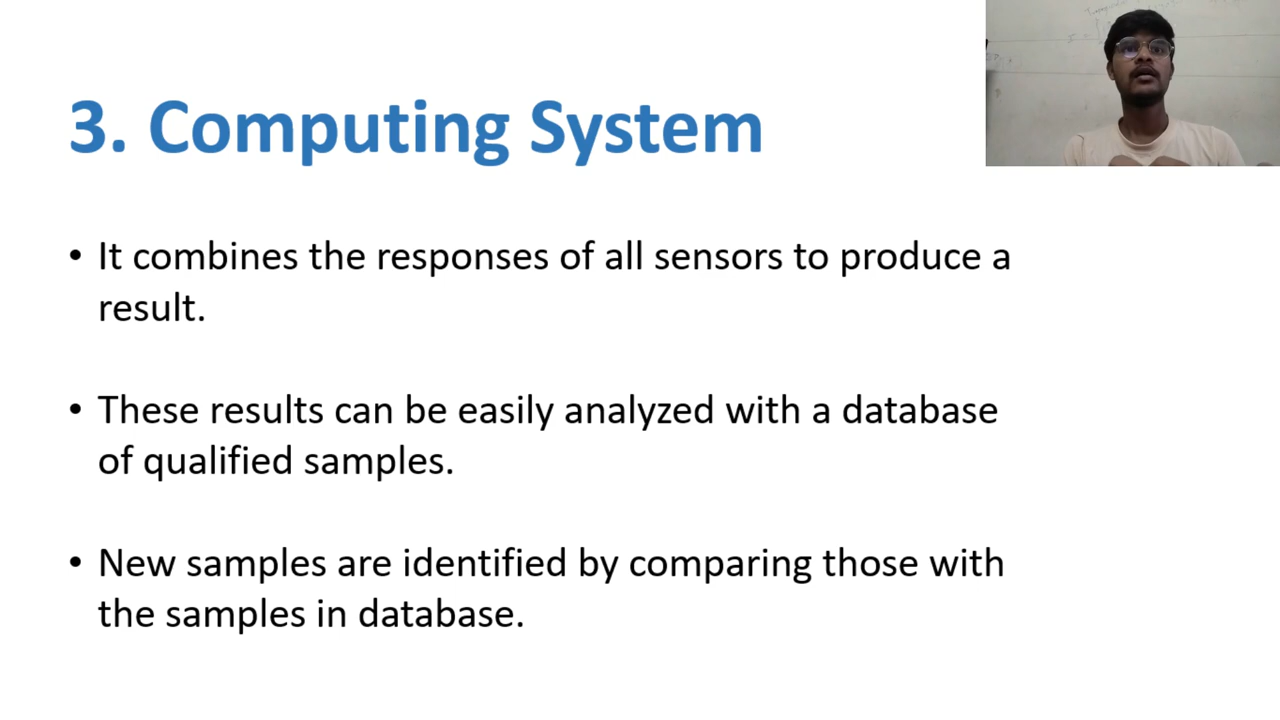 3. Computing System
• It combines the responses of all sensors to produce a
result.
• These results can be easily analyzed with a database
of qualified samples.
• New samples are identified by comparing those with
the samples in database.